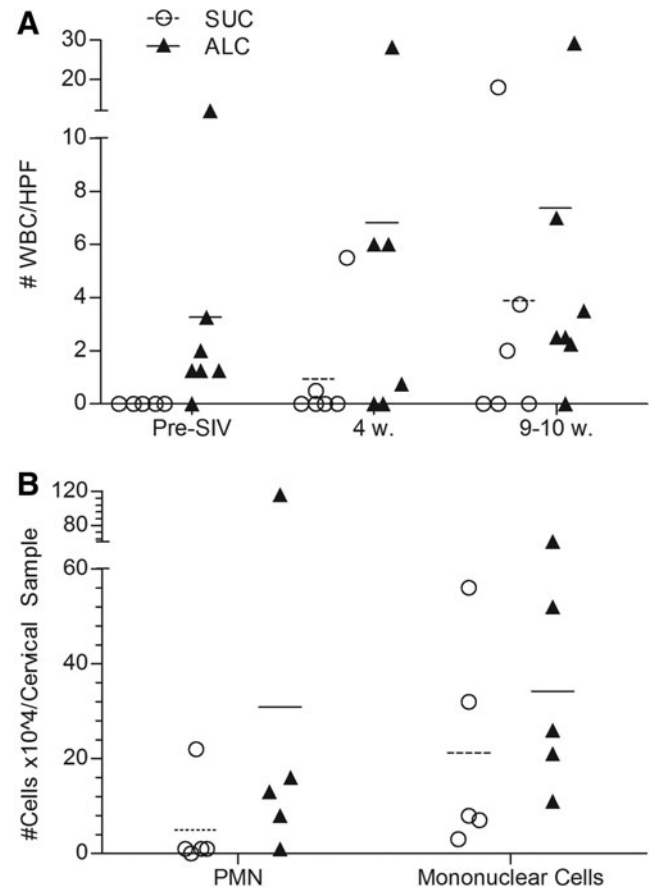 A
SUC
ALC
# WBC/HPF
30
20
10
8
6
4
2
0
Pre-SIV 4 w. 9-10 w.
B
#Cells x10^4/Cervical Sample
120
80
60
40
20
0
PMN Mononuclear Cells